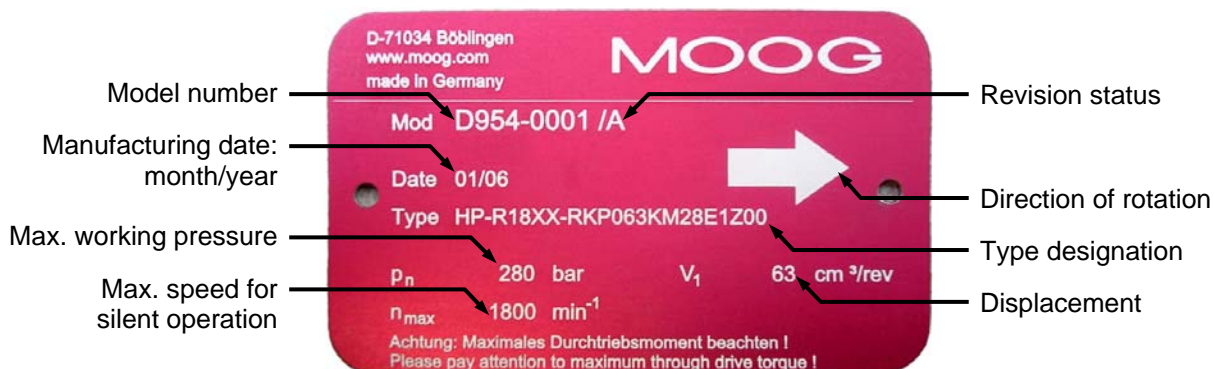 D-71034 Böblingen
www.moog.com
made in Germany
MOOG
Model number
Mod D954-0001 /A
Revision status
Manufacturing date:
month/year
Date 01/06
Direction of rotation
Type HP-R18XX-RKP063KM28E1Z00
Type designation
Max. working pressure
pn 280 bar V1 63 cm ³/rev
Displacement
Max. speed for
silent operation
nmax 1800 min-1
Achtung: Maximales Durchtriebsmoment beachten !
Please pay attention to maximum through drive torque !